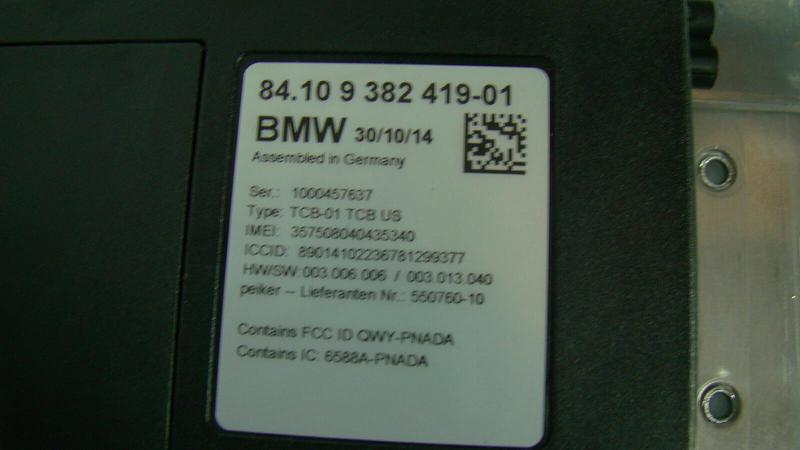 84.10 9 382 419-01
BMW 30/10/14
Assembled in Germany
Ser.: 1000457637
Type: TCB-01 TCB US
IMEI: 357508040435340
ICCID: 89014102236781299377
HW/SW: 003.006.006 / 003.013.040
peiker – Lieferanten Nr.: 550760-10
Contains FCC ID QWY-PNADA
Contains IC: 6588A-PNADA